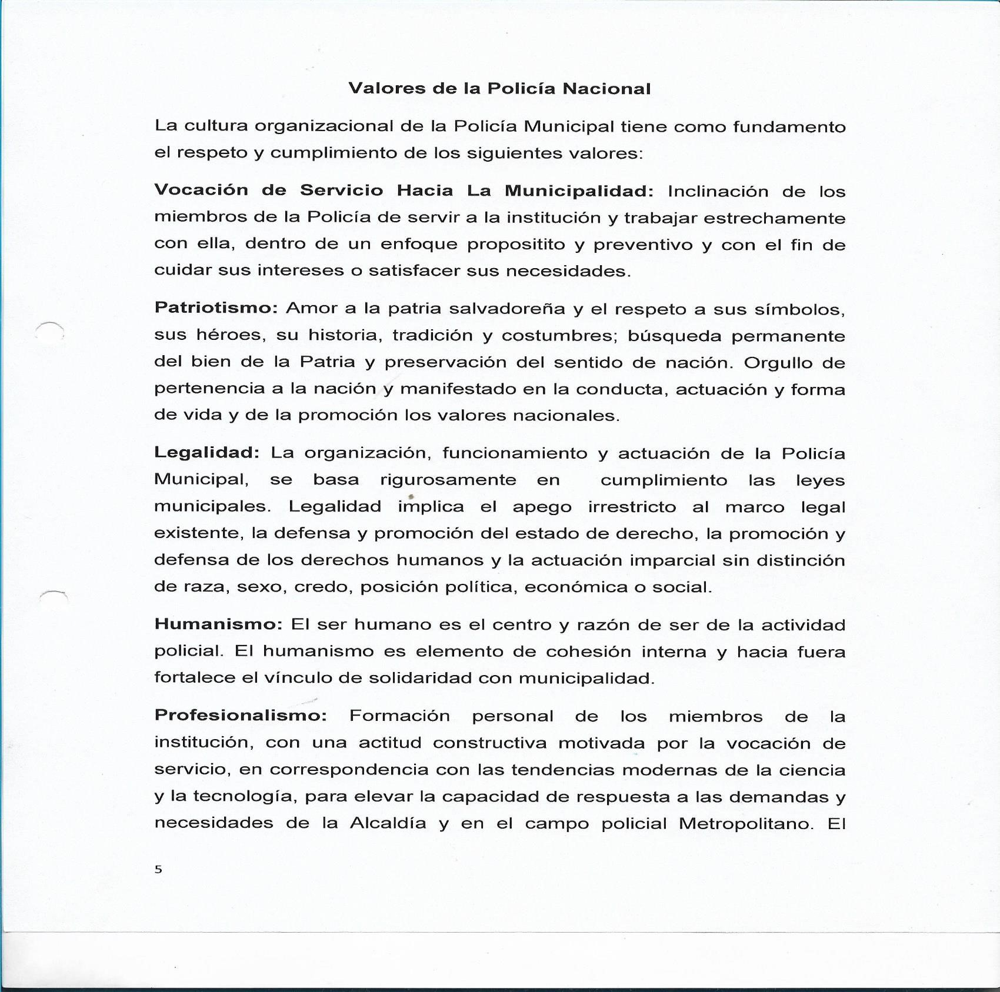 Valores de la Policía Nacional
La cultura organizacional de la Policía Municipal tiene como fundamento
el respeto y cumplimiento de los siguientes valores:
Vocación de Servicio Hacia La Municipalidad: Inclinación de los
miembros de la Policía de servir a la institución y trabajar estrechamente
con ella, dentro de un enfoque propositito y preventivo y con el fin de
cuidar sus intereses o satisfacer sus necesidades.
Patriotismo: Amor a la patria salvadoreña y el respeto a sus símbolos,
sus héroes, su historia, tradición y costumbres; búsqueda permanente
del bien de la Patria y preservación del sentido de nación. Orgullo de
pertenencia a la nación y manifestado en la conducta, actuación y forma
de vida y de la promoción los valores nacionales.
Legalidad: La organización, funcionamiento y actuación de la Policía
Municipal, se basa rigurosamente en cumplimiento las leyes
municipales. Legalidad implica el apego irrestricto al marco legal
existente, la defensa y promoción del estado de derecho, la promoción y
defensa de los derechos humanos y la actuación imparcial sin distinción
de raza, sexo, credo, posición política, económica o social.
Humanismo: El ser humano es el centro y razón de ser de la actividad
policial. El humanismo es elemento de cohesión interna y hacia fuera
fortalece el vínculo de solidaridad con municipalidad.
Profesionalismo: Formación personal de los miembros de la
institución, con una actitud constructiva motivada por la vocación de
servicio, en correspondencia con las tendencias modernas de la ciencia
y la tecnología, para elevar la capacidad de respuesta a las demandas y
necesidades de la Alcaldía y en el campo policial Metropolitano. El
5